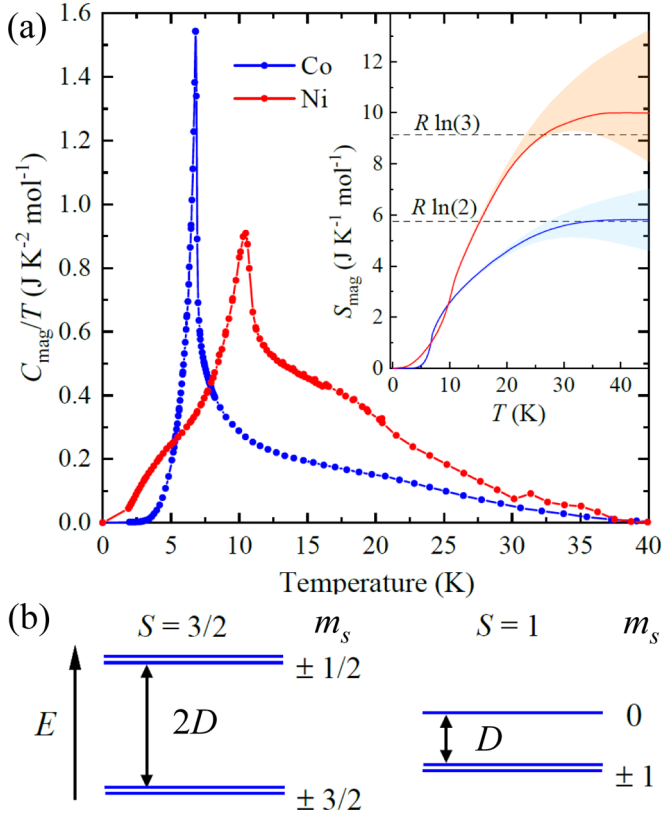 (a)
1.6
1.4
1.2
1.0
0.8
0.6
0.4
0.2
0.0
C_mag/T (J K⁻² mol⁻¹)
0 5 10 15 20 25 30 35 40
Temperature (K)
Co
Ni
12
10
8
6
4
2
0
S_mag (J K⁻¹ mol⁻¹)
R ln(3)
R ln(2)
0 10 20 30 40
T (K)
(b)
S = 3/2 m_s S = 1 m_s
± 1/2
0
E
2D
D
± 1
± 3/2